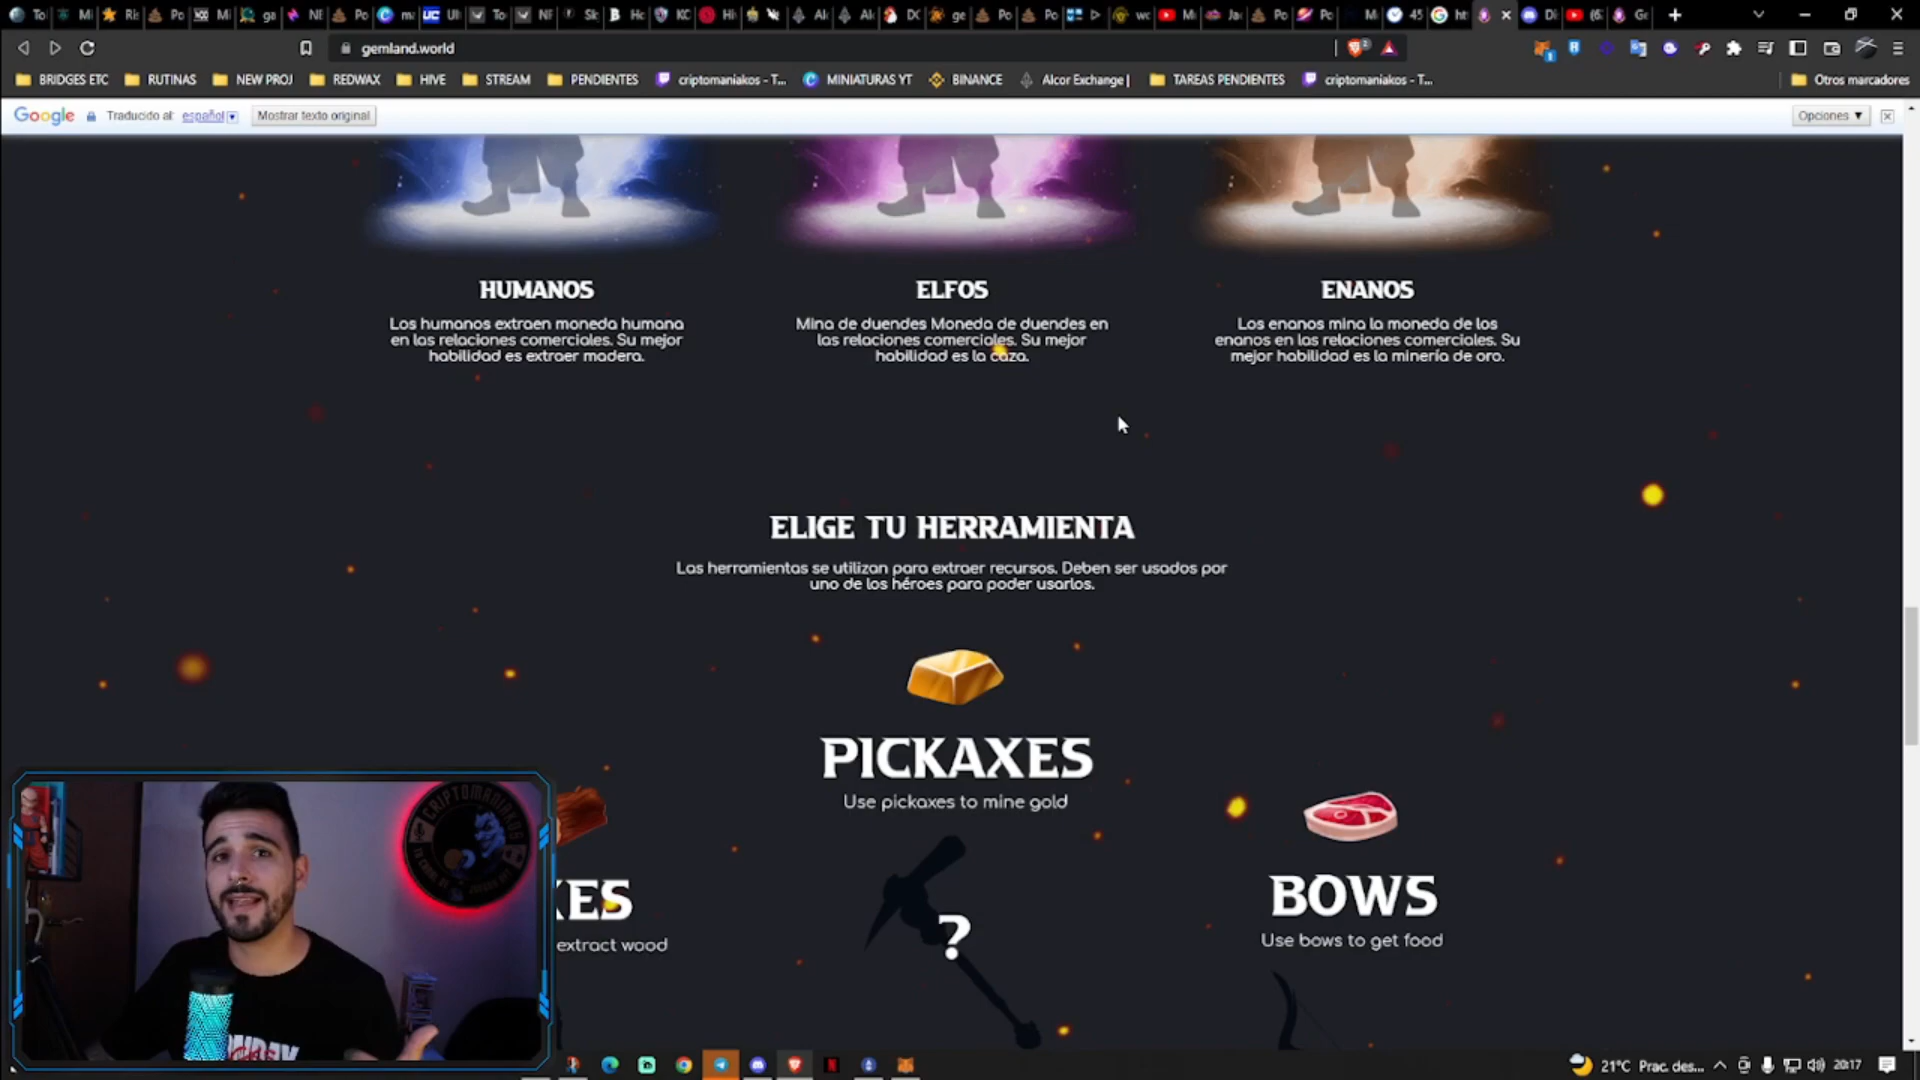 gemland.world
BRIDGES ETC
RUTINAS
NEW PROJ
REDWAX
HIVE
STREAM
PENDIENTES
criptomaniakos - T...
MINIATURAS YT
BINANCE
Alcor Exchange |
TAREAS PENDIENTES
criptomaniakos - T...
Otros marcadores
Google
Traducido al: español
Mostrar texto original
Opciones ▼
HUMANOS
Los humanos extraen moneda humana
en las relaciones comerciales. Su mejor
habilidad es extraer madera.
ELFOS
Mina de duendes Moneda de duendes en
las relaciones comerciales. Su mejor
habilidad es la caza.
ENANOS
Los enanos mina la moneda de los
enanos en las relaciones comerciales. Su
mejor habilidad es la minería de oro.
ELIGE TU HERRAMIENTA
Las herramientas se utilizan para extraer recursos. Deben ser usados por
uno de los héroes para poder usarlos.
PICKAXES
Use pickaxes to mine gold
?
XES
extract wood
BOWS
Use bows to get food
CRIPTOMANIAKOS
21°C Prac. des...
20:17